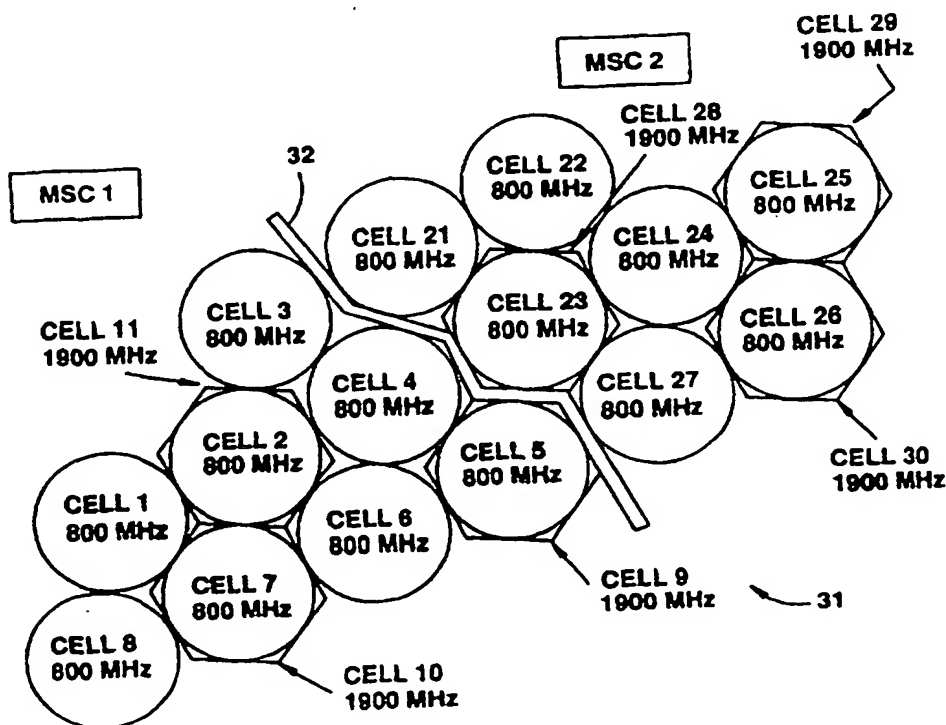 CELL 29
1900 MHz
MSC 2
CELL 28
1900 MHz
32
CELL 22
800 MHz
CELL 25
800 MHz
MSC 1
CELL 21
800 MHz
CELL 24
800 MHz
CELL 3
800 MHz
CELL 23
800 MHz
CELL 26
800 MHz
CELL 11
1900 MHz
CELL 4
800 MHz
CELL 27
800 MHz
CELL 2
800 MHz
CELL 5
800 MHz
CELL 30
1900 MHz
CELL 1
800 MHz
CELL 6
800 MHz
CELL 7
800 MHz
CELL 9
1900 MHz
31
CELL 8
800 MHz
CELL 10
1900 MHz